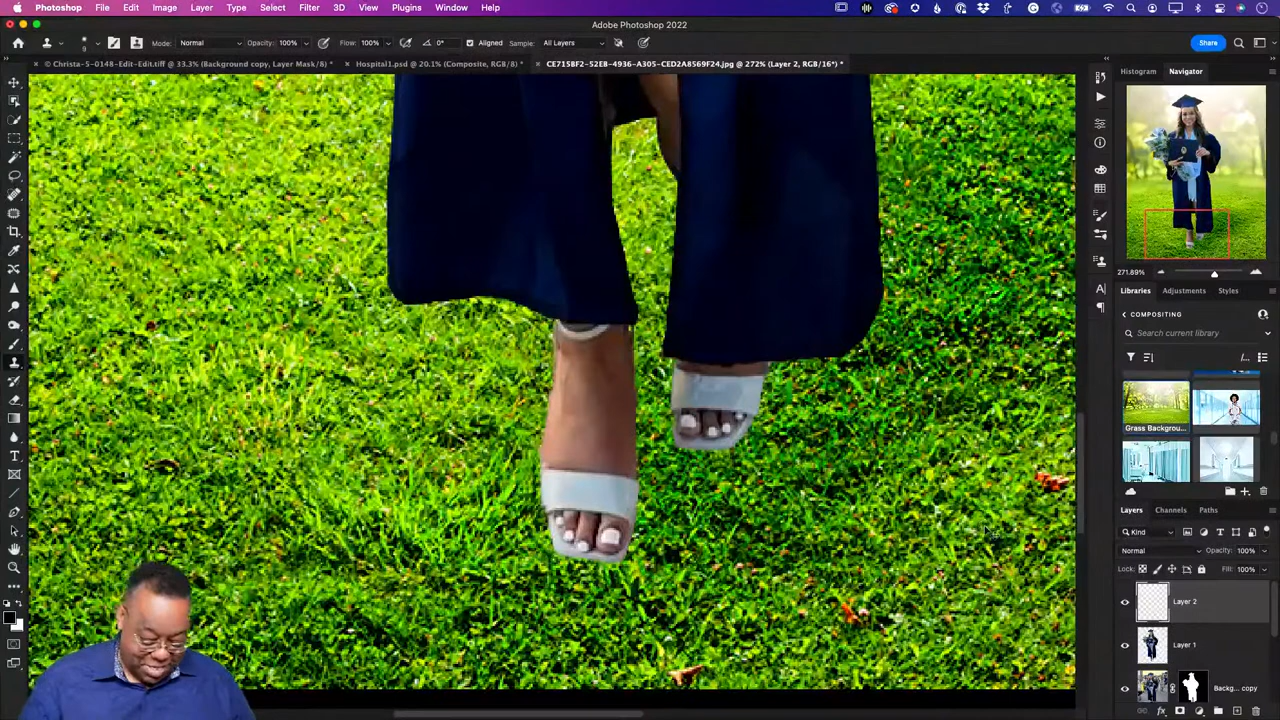 Photoshop File Edit Image Layer Type Select Filter 3D View Plugins Window Help
Adobe Photoshop 2022
Mode: Normal Opacity: 100% Flow: 100% 0° Aligned Sample: All Layers Share
© Christa-5-0148-Edit-Edit.tiff @ 33.3% (Background copy, Layer Mask/8) * Hospital1.psd @ 20.1% (Composite, RGB/8) * CE715BF2-52EB-4936-A305-CED2A8569F24.jpg @ 272% (Layer 2, RGB/16*) *
Histogram Navigator
271.89%
Libraries Adjustments Styles
COMPOSITING
Search current library
Grass Backgrou...
Layers Channels Paths
Kind
Normal Opacity: 100%
Lock: Fill: 100%
Layer 2
Layer 1
Backg... copy
fx